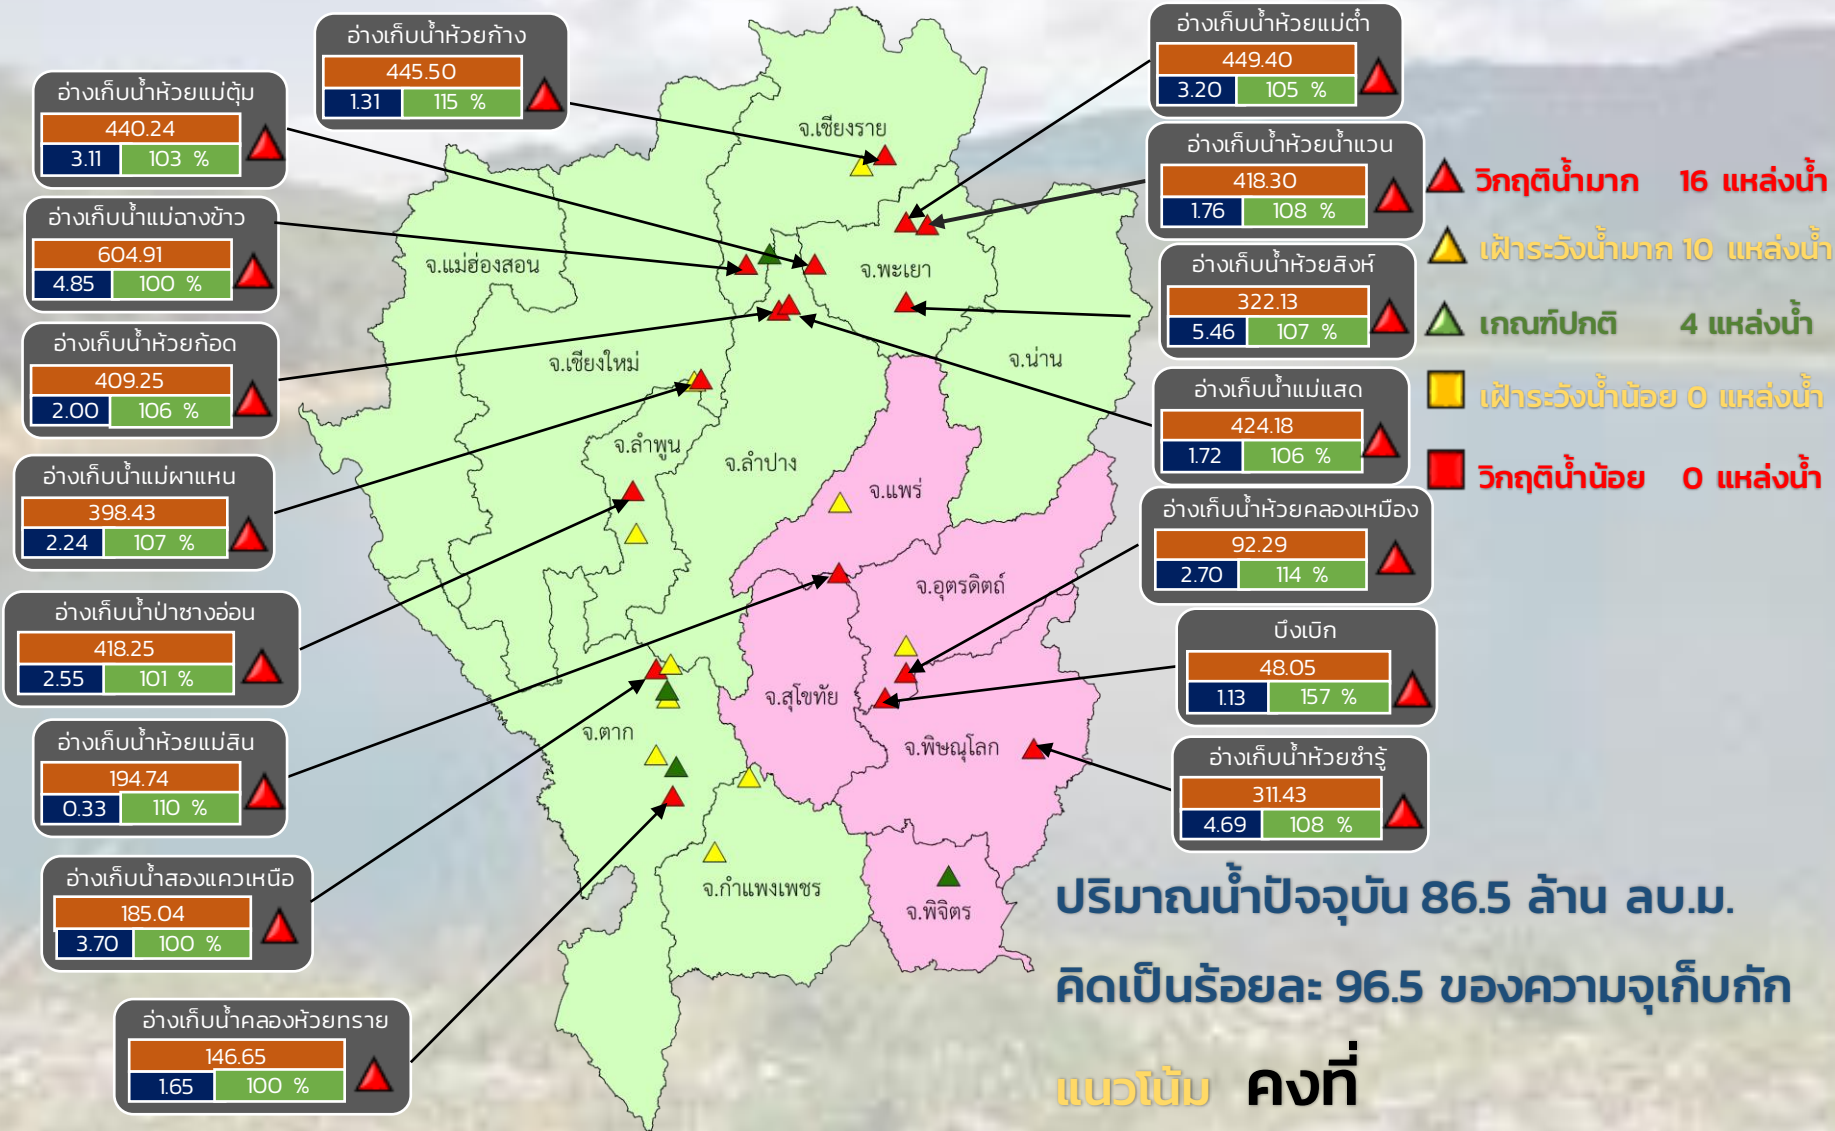 อ่างเก็บน้ำห้วยก้าง
445.50
1.31 115 %
อ่างเก็บน้ำห้วยแม่ตุ้ม
440.24
3.11 103 %
อ่างเก็บน้ำแม่ฉางข้าว
604.91
4.85 100 %
อ่างเก็บน้ำห้วยก้อด
409.25
2.00 106 %
อ่างเก็บน้ำแม่ผาแหน
398.43
2.24 107 %
อ่างเก็บน้ำป่าซางอ่อน
418.25
2.55 101 %
อ่างเก็บน้ำห้วยแม่สิน
194.74
0.33 110 %
อ่างเก็บน้ำสองแควเหนือ
185.04
3.70 100 %
อ่างเก็บน้ำคลองห้วยทราย
146.65
1.65 100 %
จ.เชียงราย
จ.แม่ฮ่องสอน
จ.พะเยา
จ.เชียงใหม่
จ.น่าน
จ.ลำพูน
จ.ลำปาง
จ.แพร่
จ.อุตรดิตถ์
จ.สุโขทัย
จ.ตาก
จ.พิษณุโลก
จ.กำแพงเพชร
จ.พิจิตร
อ่างเก็บน้ำห้วยแม่ต๋ำ
449.40
3.20 105 %
อ่างเก็บน้ำห้วยน้ำแวน
418.30
1.76 108 %
อ่างเก็บน้ำห้วยสิงห์
322.13
5.46 107 %
อ่างเก็บน้ำแม่แสด
424.18
1.72 106 %
อ่างเก็บน้ำห้วยคลองเหมือง
92.29
2.70 114 %
บึงเบิก
48.05
1.13 157 %
อ่างเก็บน้ำห้วยซำรู้
311.43
4.69 108 %
วิกฤติน้ำมาก 16 แหล่งน้ำ
เฝ้าระวังน้ำมาก 10 แหล่งน้ำ
เกณฑ์ปกติ 4 แหล่งน้ำ
เฝ้าระวังน้ำน้อย 0 แหล่งน้ำ
วิกฤติน้ำน้อย 0 แหล่งน้ำ
ปริมาณน้ำปัจจุบัน 86.5 ล้าน ลบ.ม.
คิดเป็นร้อยละ 96.5 ของความจุเก็บกัก
แนวโน้ม คงที่